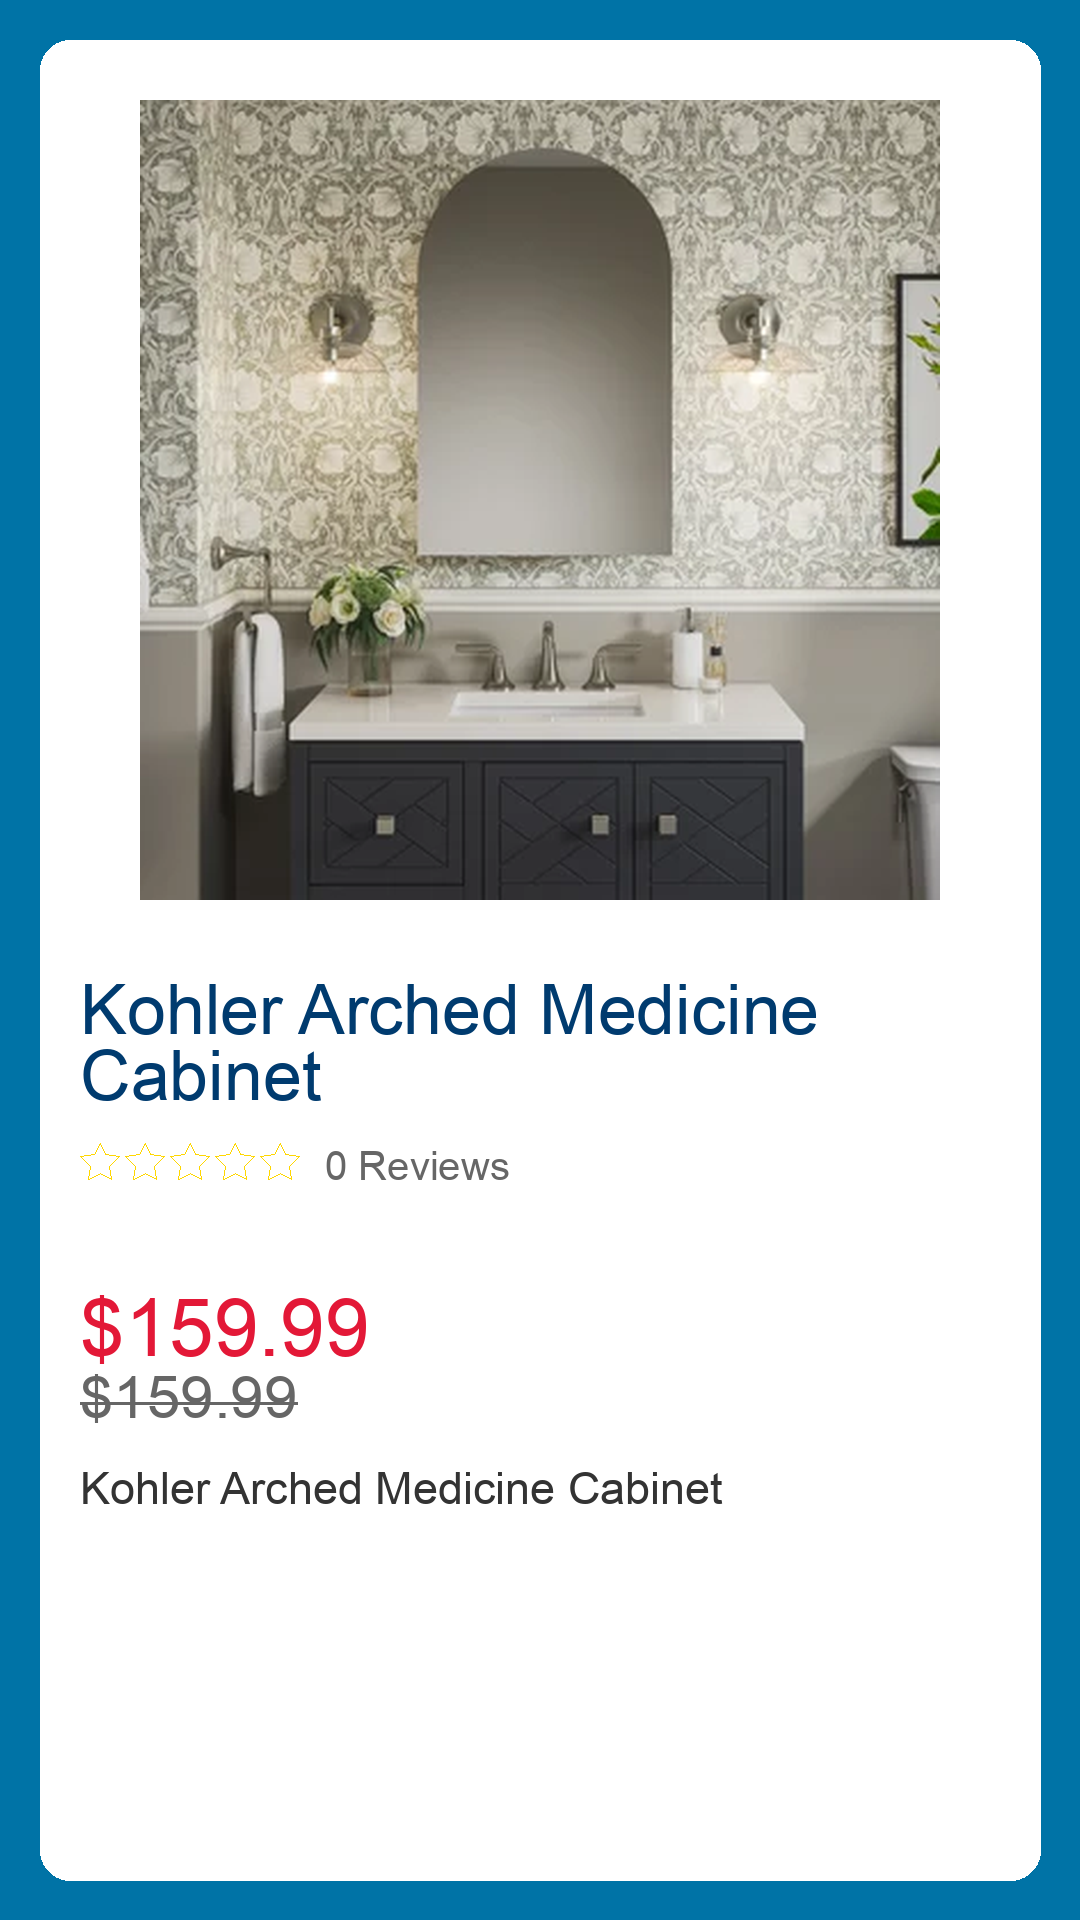 Kohler Arched Medicine
Cabinet
0 Reviews
$159.99
$159.99
Kohler Arched Medicine Cabinet